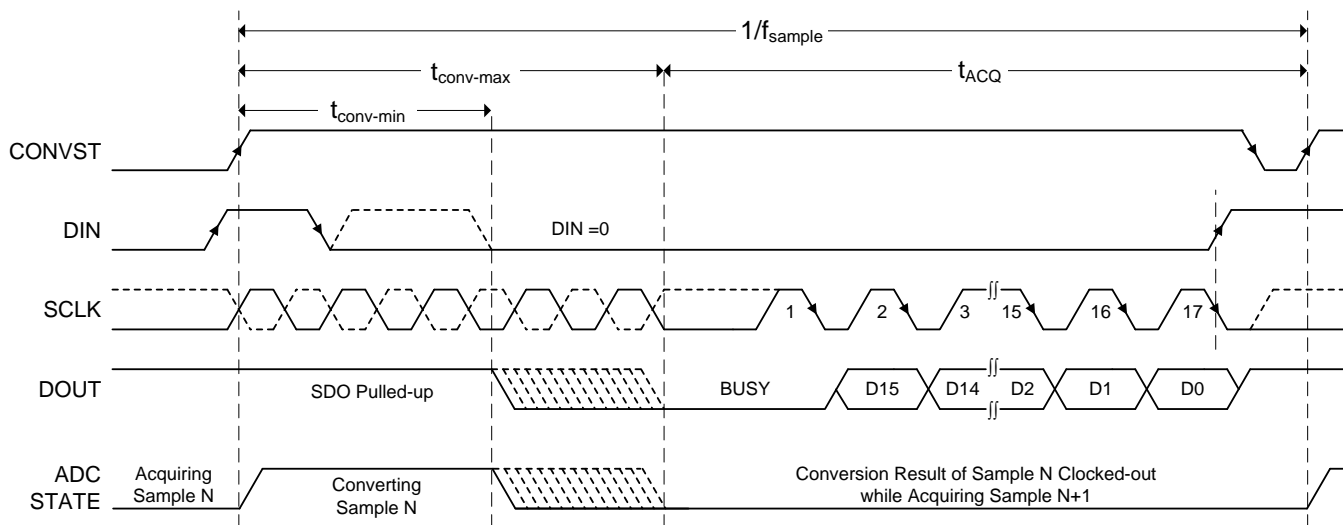 1/fsample
tconv-max
tACQ
tconv-min
CONVST
DIN
DIN =0
SCLK
1 2 3 15 16 17
DOUT
SDO Pulled-up
BUSY
D15 D14 D2 D1 D0
ADC
STATE
Acquiring
Sample N
Converting
Sample N
Conversion Result of Sample N Clocked-out
while Acquiring Sample N+1